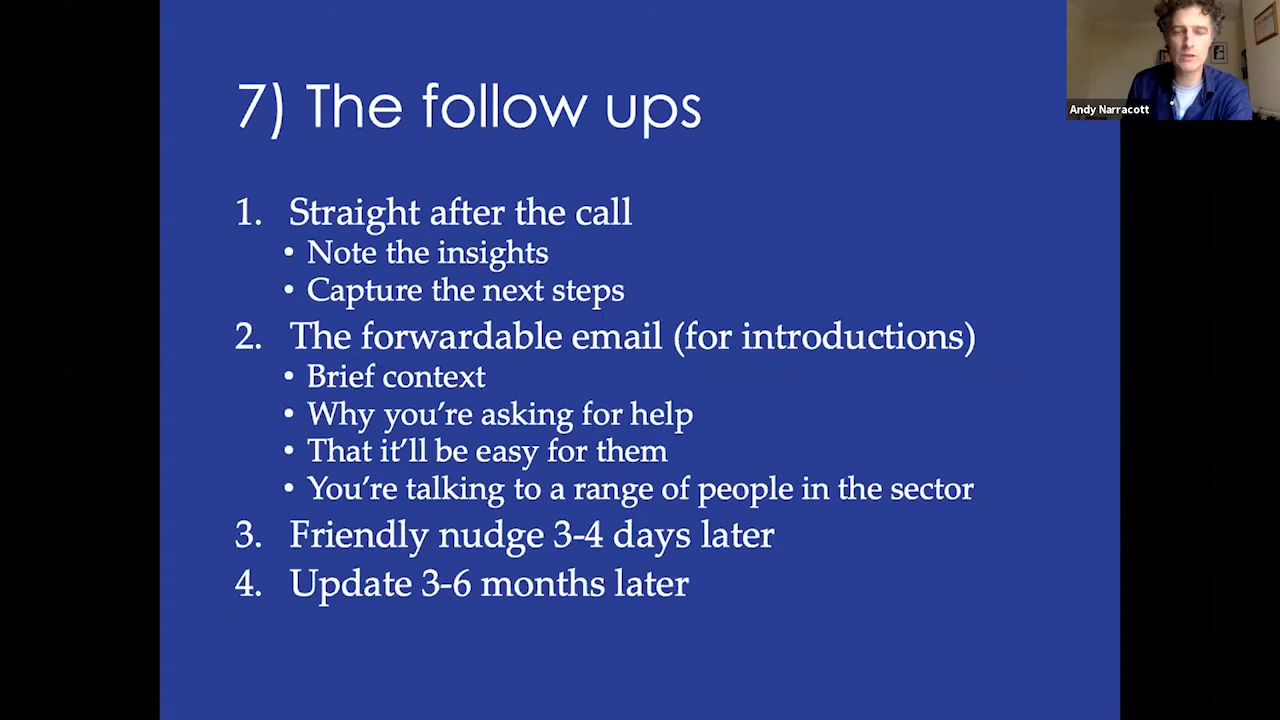 7) The follow ups
Andy Narracott
1. Straight after the call
• Note the insights
• Capture the next steps
2. The forwardable email (for introductions)
• Brief context
• Why you’re asking for help
• That it’ll be easy for them
• You’re talking to a range of people in the sector
3. Friendly nudge 3-4 days later
4. Update 3-6 months later